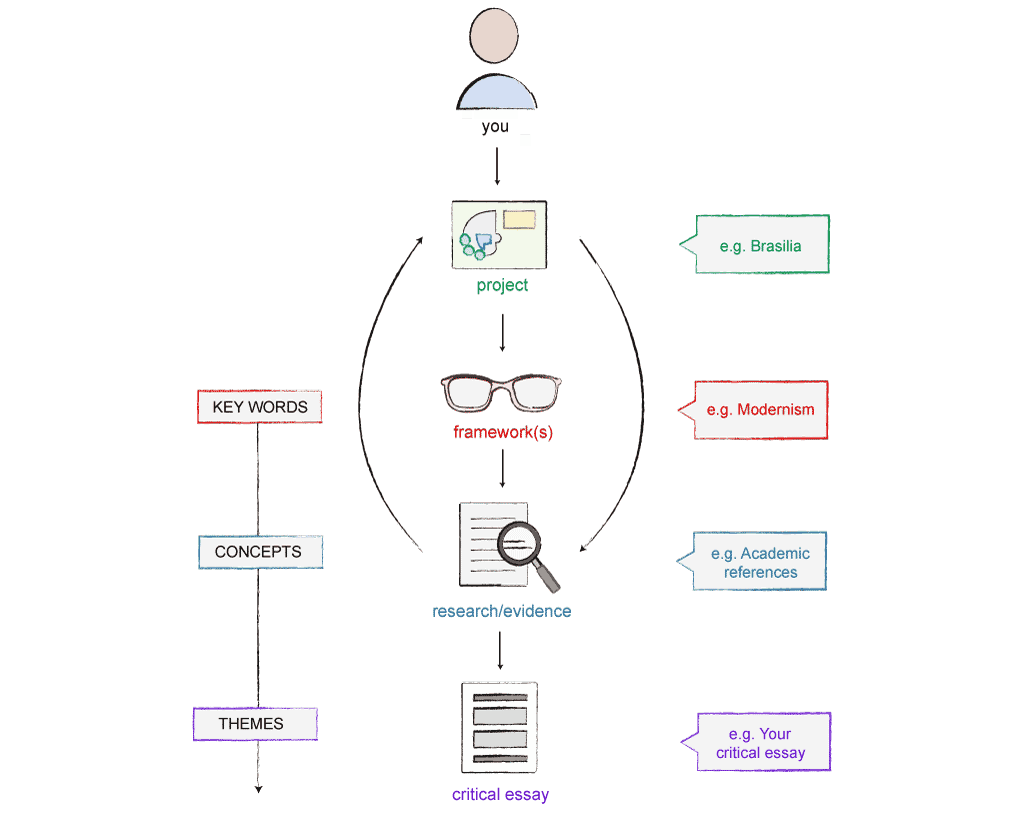 you
project
e.g. Brasilia
KEY WORDS
framework(s)
e.g. Modernism
CONCEPTS
research/evidence
e.g. Academic
references
THEMES
critical essay
e.g. Your
critical essay